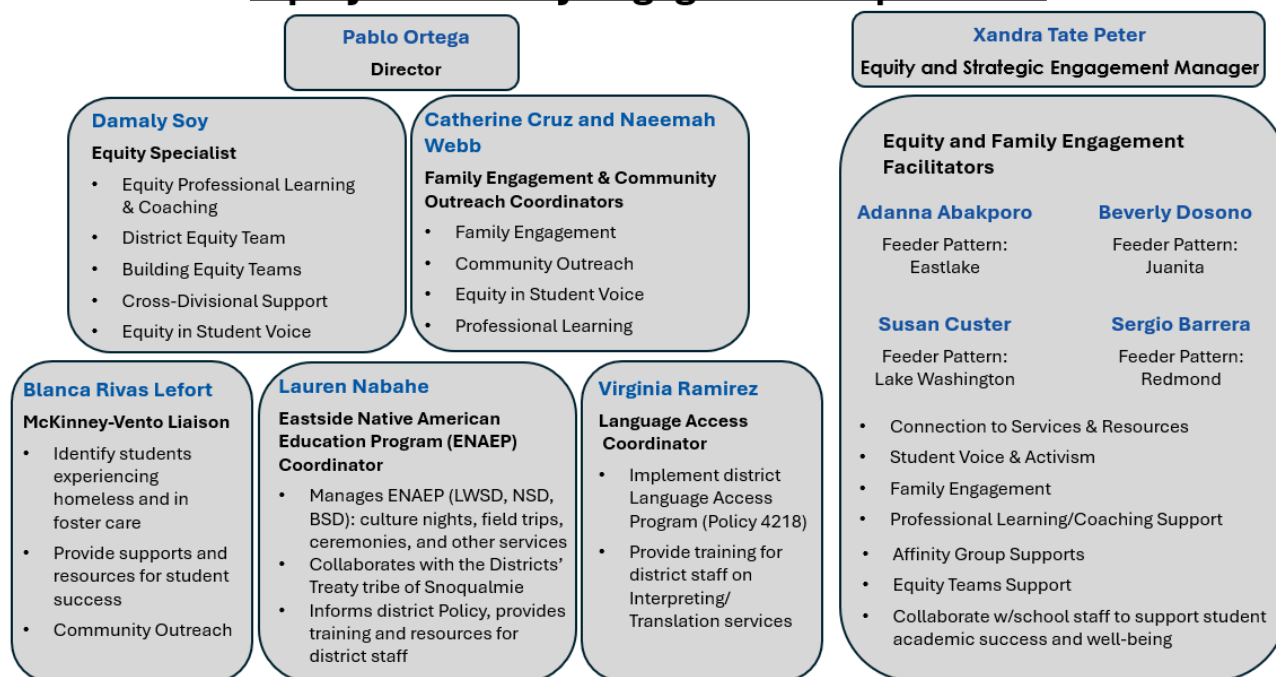 Pablo Ortega
Director
Xandra Tate Peter
Equity and Strategic Engagement Manager
Damaly Soy
Equity Specialist
• Equity Professional Learning
& Coaching
• District Equity Team
• Building Equity Teams
• Cross-Divisional Support
• Equity in Student Voice
Catherine Cruz and Naeemah
Webb
Family Engagement & Community
Outreach Coordinators
• Family Engagement
• Community Outreach
• Equity in Student Voice
• Professional Learning
Blanca Rivas Lefort
McKinney-Vento Liaison
• Identify students
experiencing
homeless and in
foster care
• Provide supports and
resources for student
success
• Community Outreach
Lauren Nabahe
Eastside Native American
Education Program (ENAEP)
Coordinator
• Manages ENAEP (LWSD, NSD,
BSD): culture nights, field trips,
ceremonies, and other services
• Collaborates with the Districts’
Treaty tribe of Snoqualmie
• Informs district Policy, provides
training and resources for
district staff
Virginia Ramirez
Language Access
Coordinator
• Implement district
Language Access
Program (Policy 4218)
• Provide training for
district staff on
Interpreting/
Translation services
Equity and Family Engagement
Facilitators
Adanna Abakporo
Feeder Pattern:
Eastlake
Beverly Dosono
Feeder Pattern:
Juanita
Susan Custer
Feeder Pattern:
Lake Washington
Sergio Barrera
Feeder Pattern:
Redmond
• Connection to Services & Resources
• Student Voice & Activism
• Family Engagement
• Professional Learning/Coaching Support
• Affinity Group Supports
• Equity Teams Support
• Collaborate w/school staff to support student
academic success and well-being